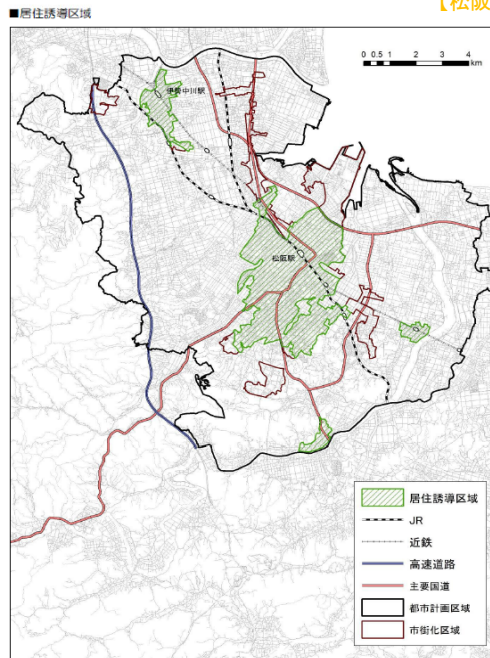 【松阪
■居住誘導区域
0 0.5 1 2 3 4
km
伊勢中川駅
松阪駅
居住誘導区域
JR
近鉄
高速道路
主要国道
都市計画区域
市街化区域